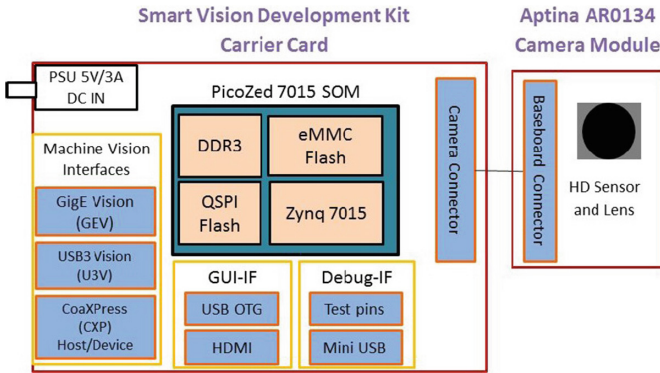 Smart Vision Development Kit
Carrier Card
Aptina AR0134
Camera Module
PSU 5V/3A
DC IN
PicoZed 7015 SOM
DDR3
eMMC
Flash
QSPI
Flash
Zynq 7015
Machine Vision
Interfaces
GigE Vision
(GEV)
USB3 Vision
(U3V)
CoaXPress
(CXP)
Host/Device
GUI-IF
USB OTG
HDMI
Debug-IF
Test pins
Mini USB
Camera Connector
Baseboard Connector
HD Sensor
and Lens